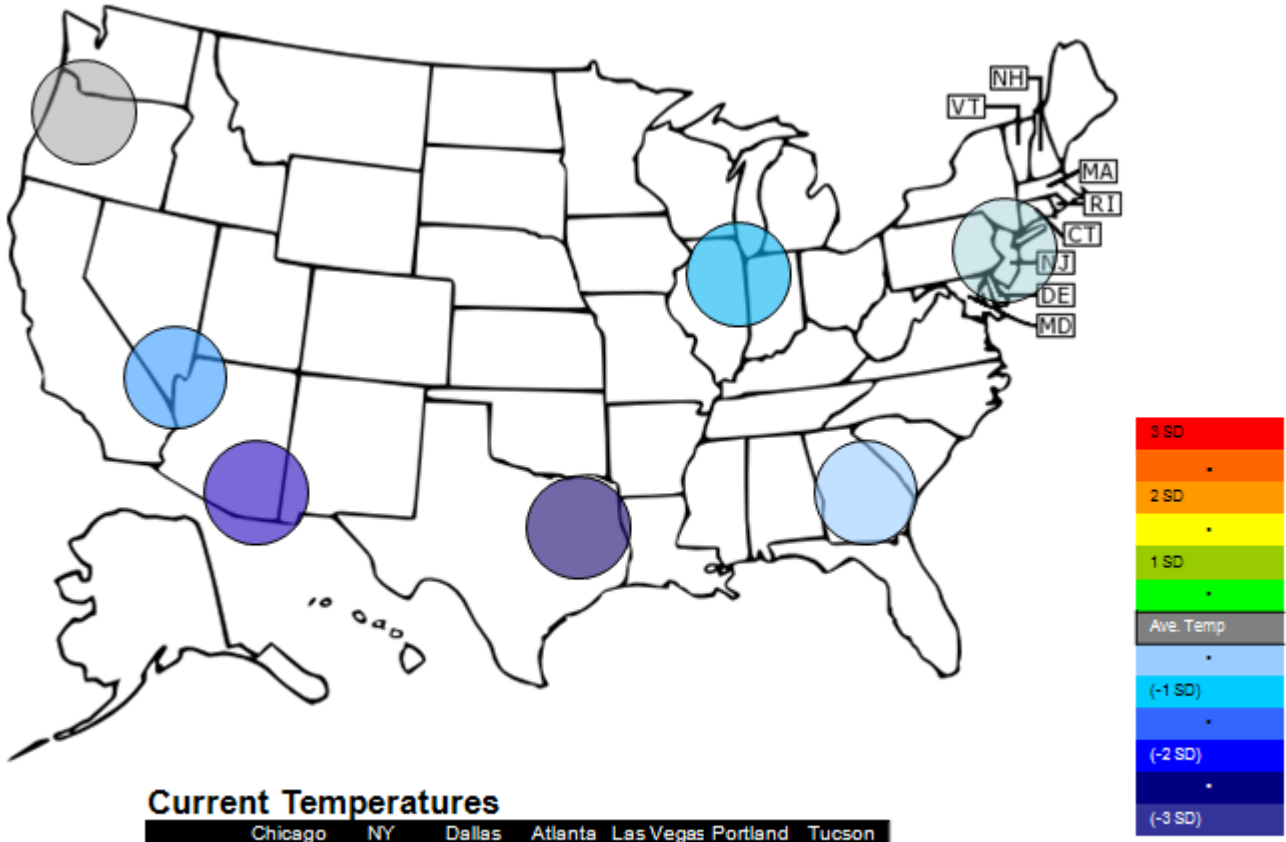 NH
VT
MA
RI
CT
NJ
DE
MD
3 SD
2 SD
1 SD
Ave. Temp
(-1 SD)
(-2 SD)
(-3 SD)
Current Temperatures
Chicago NY Dallas Atlanta Las Vegas Portland Tucson